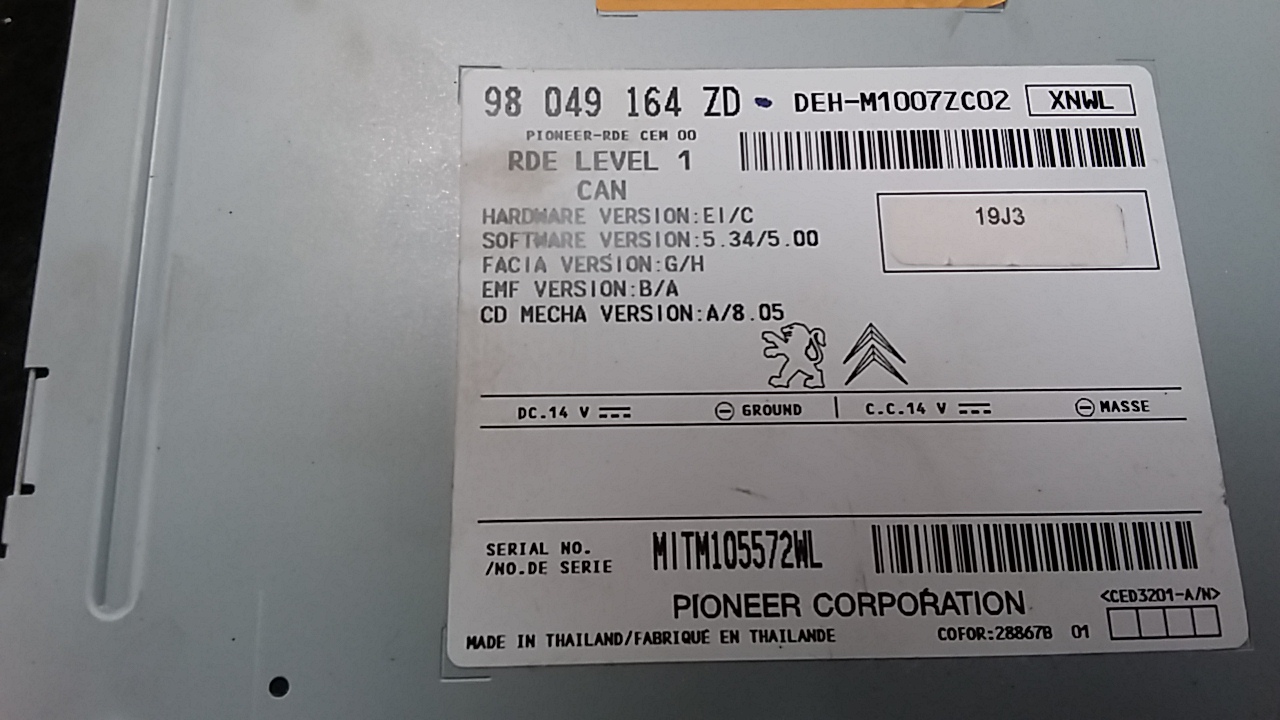 98 049 164 ZD - DEH-M1007ZC02 XNWL
PIONEER-RDE CEM 00
RDE LEVEL 1
CAN
19J3
HARDWARE VERSION:EI/C
SOFTWARE VERSION:5.34/5.00
FACIA VERSION:G/H
EMF VERSION:B/A
CD MECHA VERSION:A/8.05
DC.14 V GROUND | C.C.14 V MASSE
SERIAL NO.
/NO.DE SERIE
MITM105572WL
PIONEER CORPORATION
<CED3201-A/N>
MADE IN THAILAND/FABRIQUÉ EN THAILANDE
COFOR:28867B 01